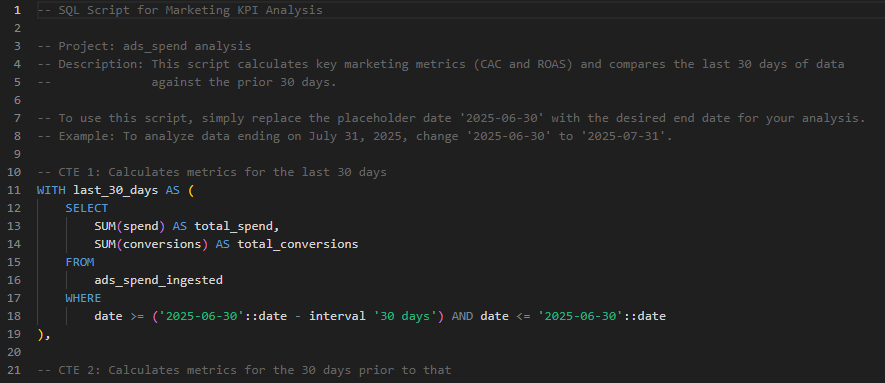 1 -- SQL Script for Marketing KPI Analysis
2
3 -- Project: ads_spend analysis
4 -- Description: This script calculates key marketing metrics (CAC and ROAS) and compares the last 30 days of data
5 --              against the prior 30 days.
6
7 -- To use this script, simply replace the placeholder date '2025-06-30' with the desired end date for your analysis.
8 -- Example: To analyze data ending on July 31, 2025, change '2025-06-30' to '2025-07-31'.
9
10 -- CTE 1: Calculates metrics for the last 30 days
11 WITH last_30_days AS (
12     SELECT
13         SUM(spend) AS total_spend,
14         SUM(conversions) AS total_conversions
15     FROM
16         ads_spend_ingested
17     WHERE
18         date >= ('2025-06-30'::date - interval '30 days') AND date <= '2025-06-30'::date
19 ),
20
21 -- CTE 2: Calculates metrics for the 30 days prior to that